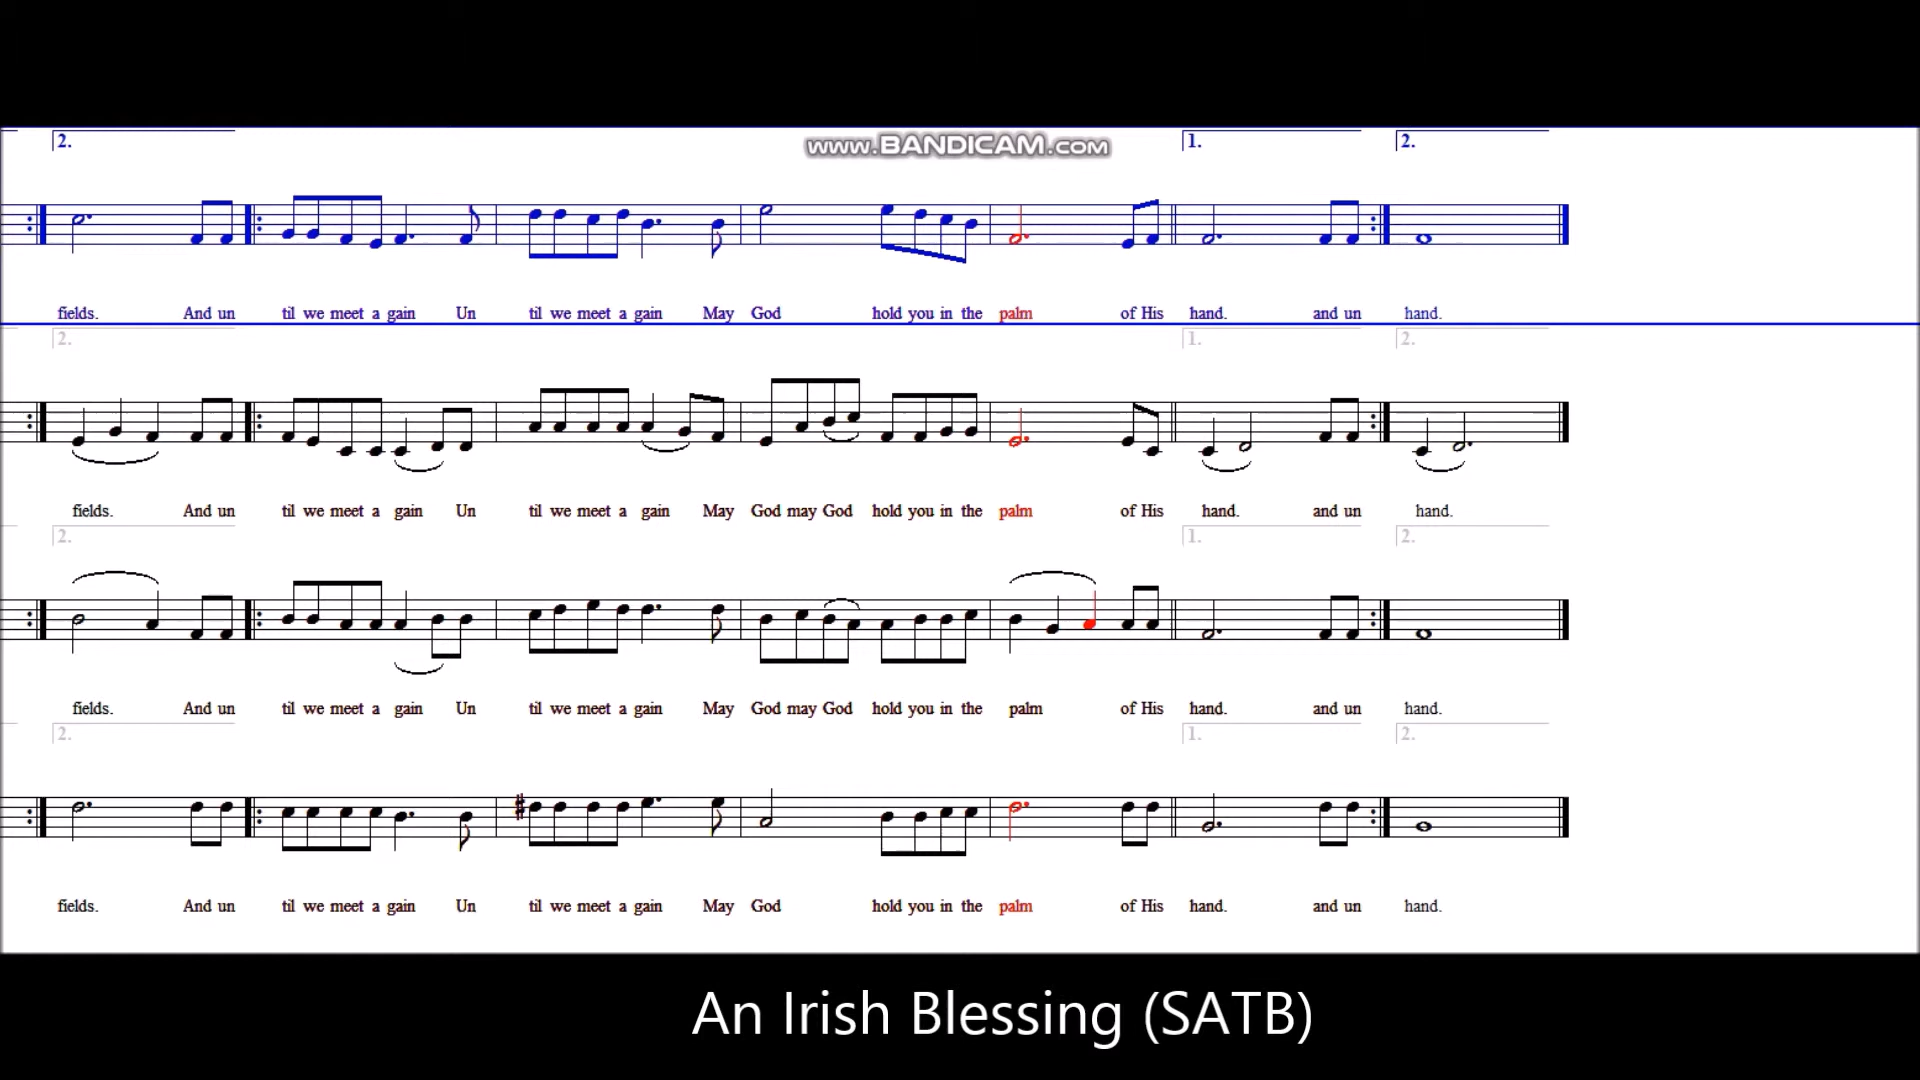 2.
www.BANDICAM.com
1.
2.
fields. And un til we meet a gain Un til we meet a gain May God hold you in the palm of His hand. and un hand.
2.
1.
2.
fields. And un til we meet a gain Un til we meet a gain May God may God hold you in the palm of His hand. and un hand.
2.
1.
2.
fields. And un til we meet a gain Un til we meet a gain May God may God hold you in the palm of His hand. and un hand.
2.
1.
2.
fields. And un til we meet a gain Un til we meet a gain May God hold you in the palm of His hand. and un hand.
An Irish Blessing (SATB)